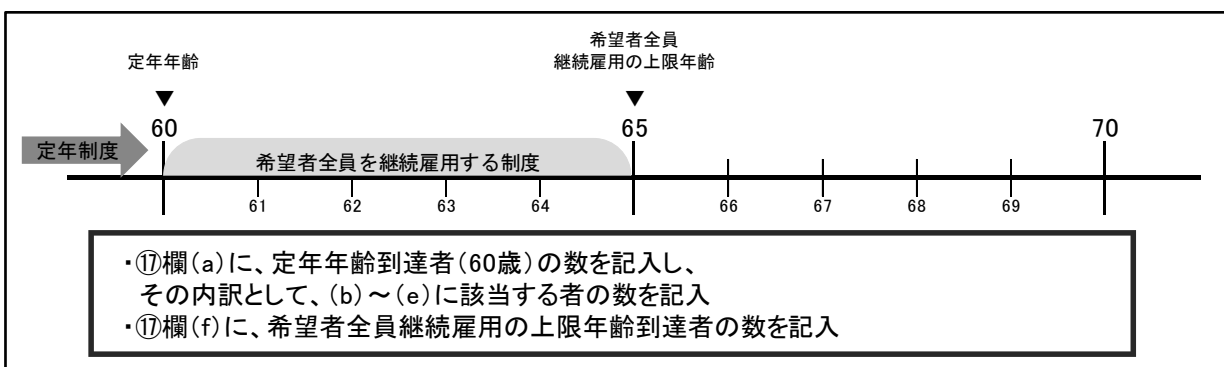 希望者全員
定年年齢 継続雇用の上限年齢
▼ ▼
60 65 70
定年制度 希望者全員を継続雇用する制度
61 62 63 64 66 67 68 69
・⑰欄(a)に、定年年齢到達者(60歳)の数を記入し、
その内訳として、(b)～(e)に該当する者の数を記入
・⑰欄(f)に、希望者全員継続雇用の上限年齢到達者の数を記入